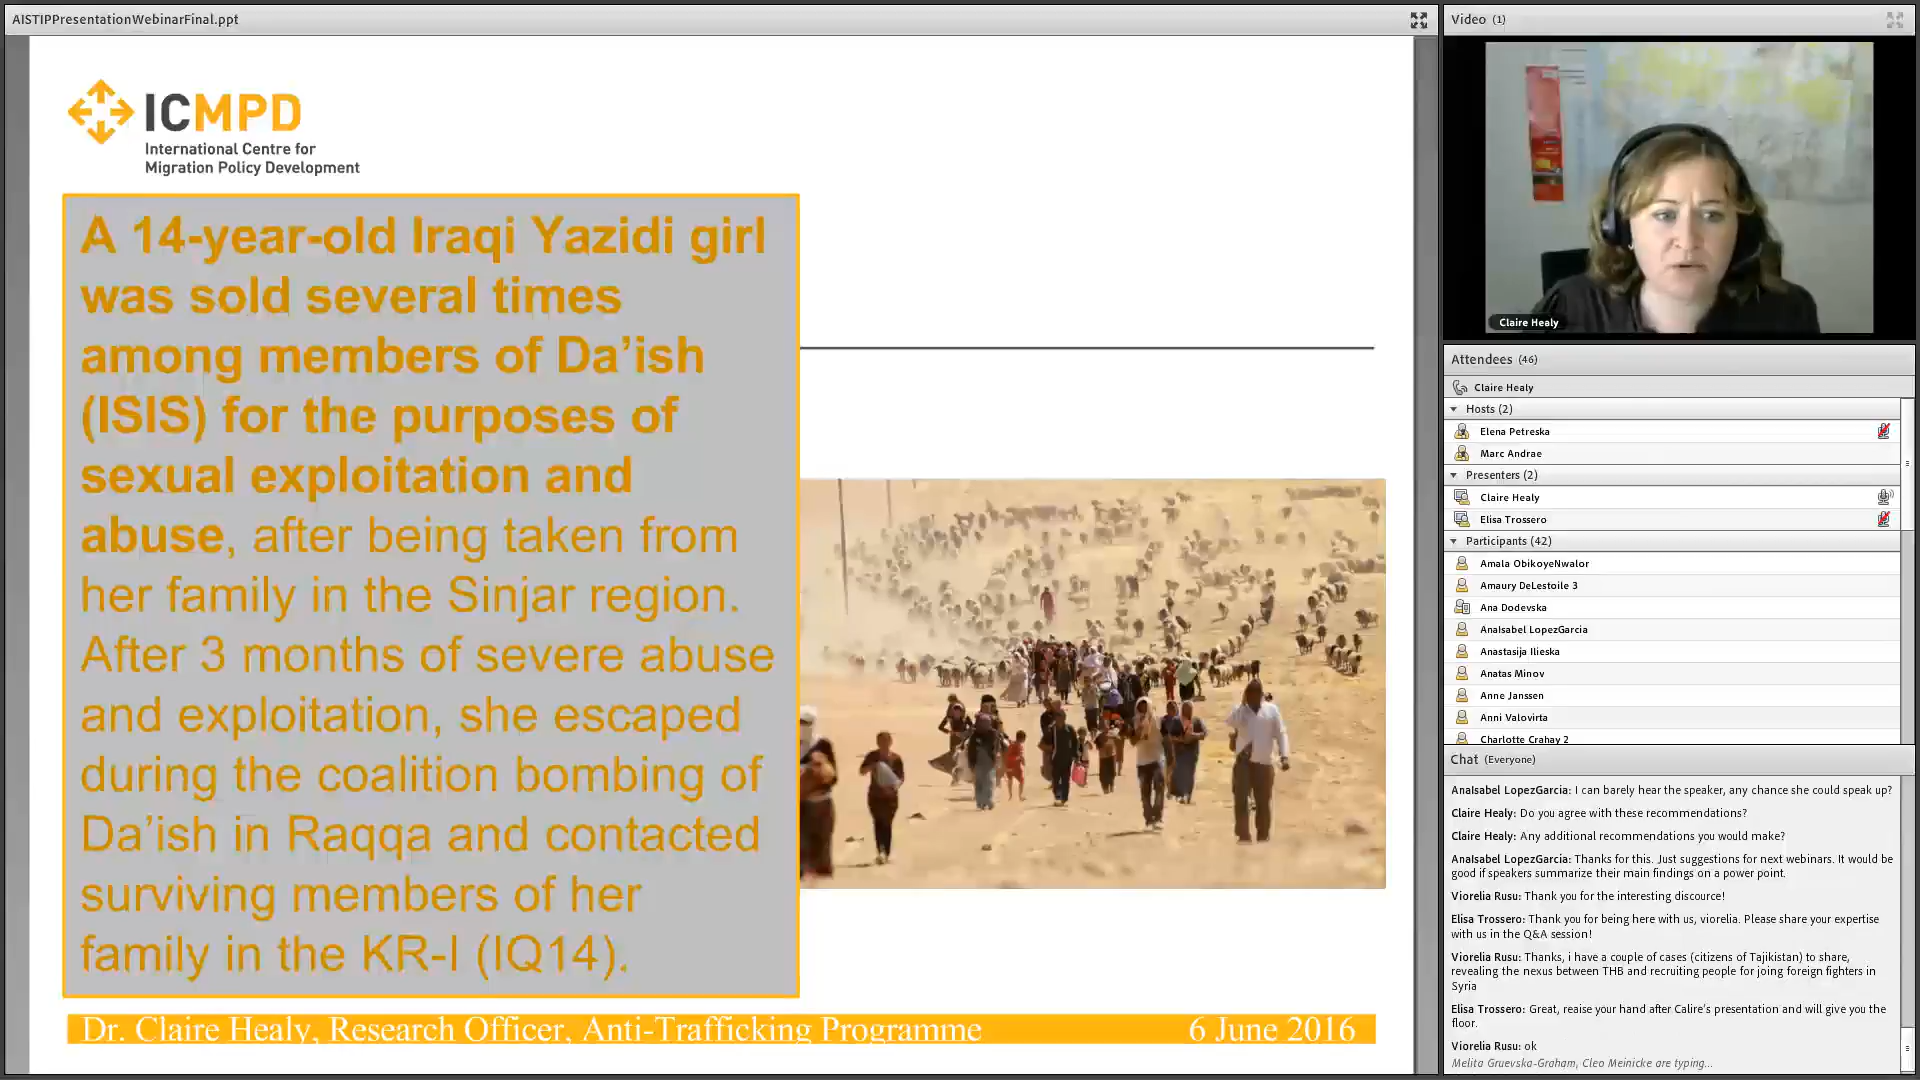 AISTIPPresentationWebinarFinal.ppt
ICMPD
International Centre for
Migration Policy Development
A 14-year-old Iraqi Yazidi girl
was sold several times
among members of Da’ish
(ISIS) for the purposes of
sexual exploitation and
abuse, after being taken from
her family in the Sinjar region.
After 3 months of severe abuse
and exploitation, she escaped
during the coalition bombing of
Da’ish in Raqqa and contacted
surviving members of her
family in the KR-I (IQ14).
Dr. Claire Healy, Research Officer, Anti-Trafficking Programme 6 June 2016
Video (1)
Claire Healy
Attendees (46)
Claire Healy
Hosts (2)
Elena Petreska
Marc Andrae
Presenters (2)
Claire Healy
Elisa Trossero
Participants (42)
Amala ObikoyeNwalor
Amaury DeLestoile 3
Ana Dodevska
AnaIsabel LopezGarcia
Anastasija Ilieska
Anatas Minov
Anne Janssen
Anni Valovirta
Charlotte Crahay 2
Chat (Everyone)
AnaIsabel LopezGarcia: I can barely hear the speaker, any chance she could speak up?
Claire Healy: Do you agree with these recommendations?
Claire Healy: Any additional recommendations you would make?
AnaIsabel LopezGarcia: Thanks for this. Just suggestions for next webinars. It would be
good if speakers summarize their main findings on a power point.
Viorelia Rusu: Thank you for the interesting discource!
Elisa Trossero: Thank you for being here with us, viorelia. Please share your expertise
with us in the Q&A session!
Viorelia Rusu: Thanks, i have a couple of cases (citizens of Tajikistan) to share,
revealing the nexus between THB and recruiting people for joing foreign fighters in
Syria
Elisa Trossero: Great, reaise your hand after Calire's presentation and will give you the
floor.
Viorelia Rusu: ok
Melita Gruevska-Graham, Cleo Meinicke are typing...